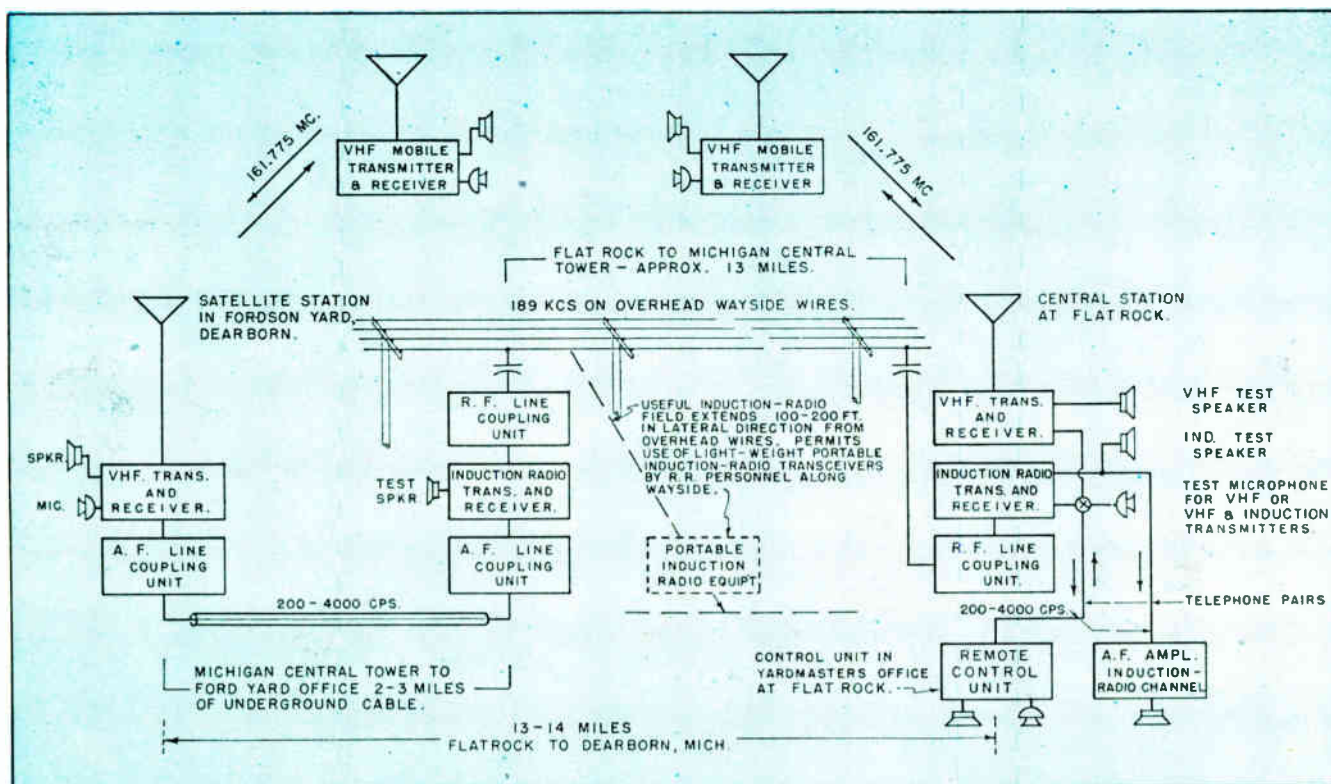 161.775 MC.
VHF MOBILE
TRANSMITTER
& RECEIVER
VHF MOBILE
TRANSMITTER
& RECEIVER
161.775 MC
FLAT ROCK TO MICHIGAN CENTRAL
TOWER - APPROX. 13 MILES.
SATELLITE STATION
IN FORDSON YARD,
DEARBORN.
189 KCS ON OVERHEAD WAYSIDE WIRES.
CENTRAL STATION
AT FLATROCK.
R.F. LINE
COUPLING
UNIT
USEFUL INDUCTION-RADIO
FIELD EXTENDS 100-200 FT.
IN LATERAL DIRECTION FROM
OVERHEAD WIRES. PERMITS
USE OF LIGHT-WEIGHT PORTABLE
INDUCTION-RADIO TRANSCEIVERS
BY R.R. PERSONNEL ALONG
WAYSIDE.
VHF. TRANS.
AND
RECEIVER.
VHF TEST
SPEAKER
IND. TEST
SPEAKER
SPKR.
MIC.
VHF. TRANS.
AND
RECEIVER.
TEST
SPKR
INDUCTION RADIO
TRANS. AND
RECEIVER.
INDUCTION RADIO
TRANS. AND
RECEIVER.
TEST MICROPHONE
FOR VHF OR
VHF & INDUCTION
TRANSMITTERS.
A.F. LINE
COUPLING
UNIT
A.F. LINE
COUPLING
UNIT
PORTABLE
INDUCTION
RADIO EQUIPT
R.F. LINE
COUPLING
UNIT.
200-4000 CPS.
200-4000 CPS.
TELEPHONE PAIRS
MICHIGAN CENTRAL TOWER TO
FORD YARD OFFICE 2-3 MILES
OF UNDERGROUND CABLE.
CONTROL UNIT IN
YARDMASTERS OFFICE
AT FLAT ROCK.
REMOTE
CONTROL
UNIT
A.F. AMPL.
INDUCTION-
RADIO CHANNEL
13-14 MILES
FLATROCK TO DEARBORN, MICH.